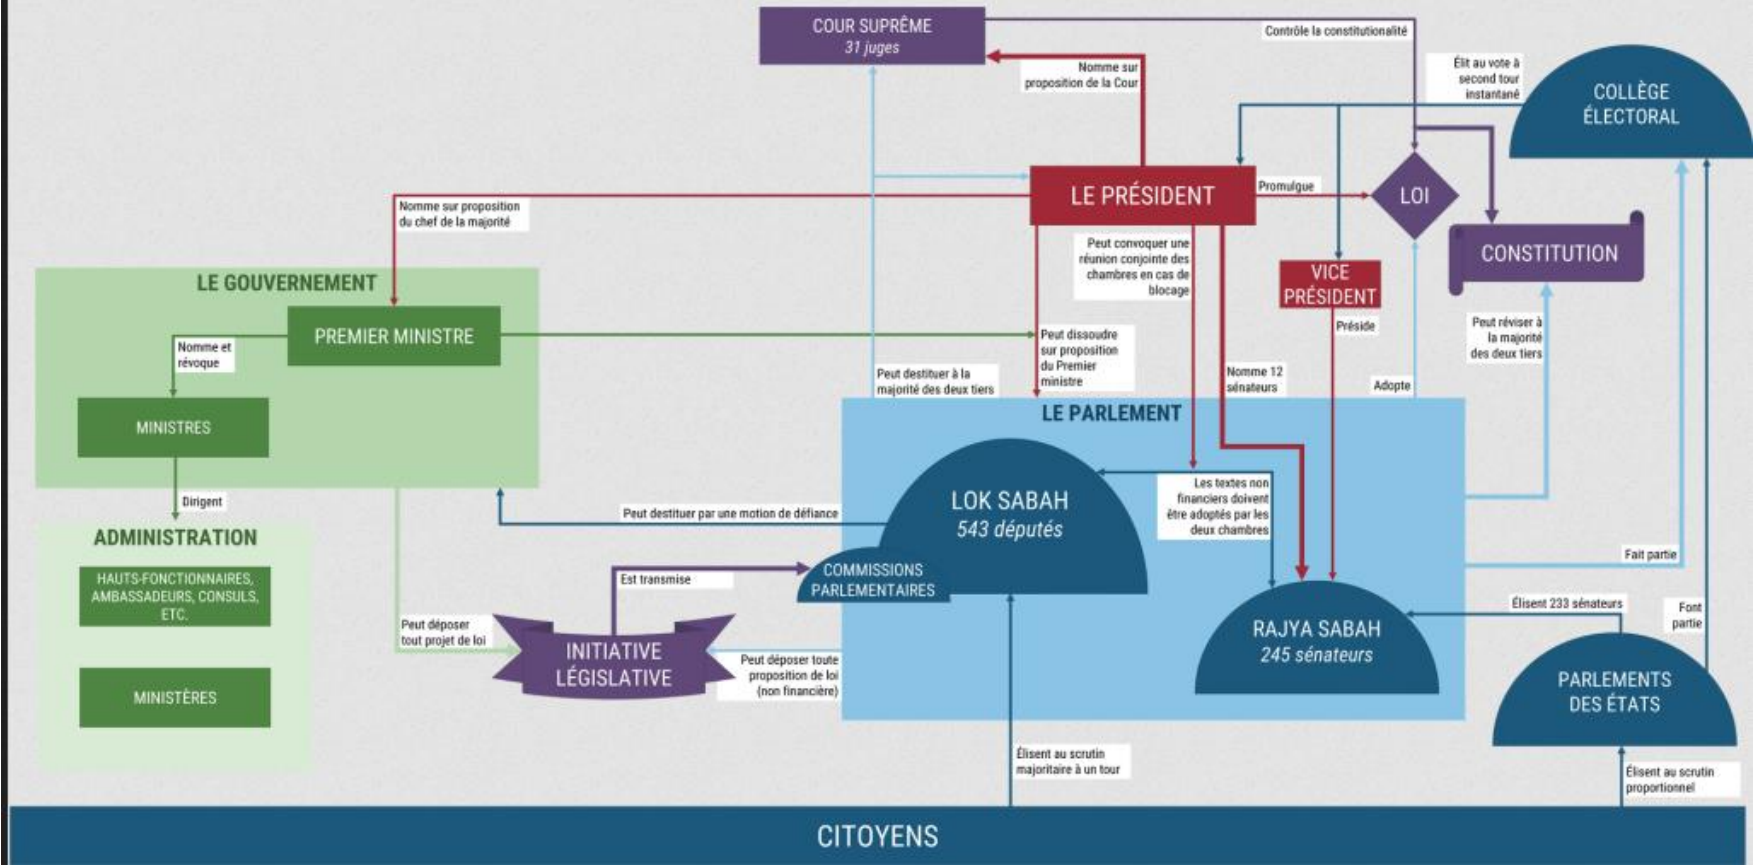 COUR SUPRÊME
31 juges
Contrôle la constitutionalité
Nomme sur
proposition de la Cour
Élit au vote à
second tour
instantané
COLLÈGE
ÉLECTORAL
LE PRÉSIDENT
Promulgue
LOI
Nomme sur proposition
du chef de la majorité
Peut convoquer une
réunion conjointe des
chambres en cas de
blocage
CONSTITUTION
VICE
PRÉSIDENT
LE GOUVERNEMENT
PREMIER MINISTRE
Nomme et
révoque
Peut dissoudre
sur proposition
du Premier
ministre
Préside
Peut réviser à
la majorité
des deux tiers
Peut destituer à la
majorité des deux tiers
Nomme 12
sénateurs
Adopte
MINISTRES
LE PARLEMENT
Dirigent
LOK SABAH
543 députés
Les textes non
financiers doivent
être adoptés par les
deux chambres
Peut destituer par une motion de défiance
ADMINISTRATION
HAUTS-FONCTIONNAIRES,
AMBASSADEURS, CONSULS,
ETC.
Est transmise
COMMISSIONS
PARLEMENTAIRES
Fait partie
Élisent 233 sénateurs
Font
partie
Peut déposer
tout projet de loi
INITIATIVE
LÉGISLATIVE
Peut déposer toute
proposition de loi
(non financière)
RAJYA SABAH
245 sénateurs
PARLEMENTS
DES ÉTATS
MINISTÈRES
Élisent au scrutin
majoritaire à un tour
Élisent au scrutin
proportionnel
CITOYENS